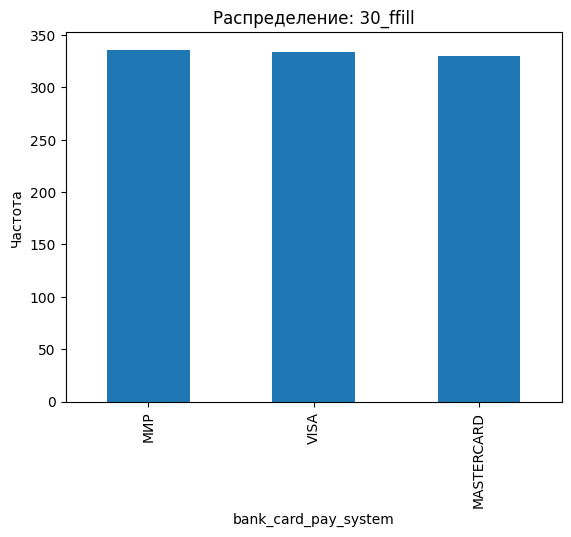 Распределение: 30_ffill
350
300
250
200
150
100
50
0
Частота
МИР
VISA
MASTERCARD
bank_card_pay_system